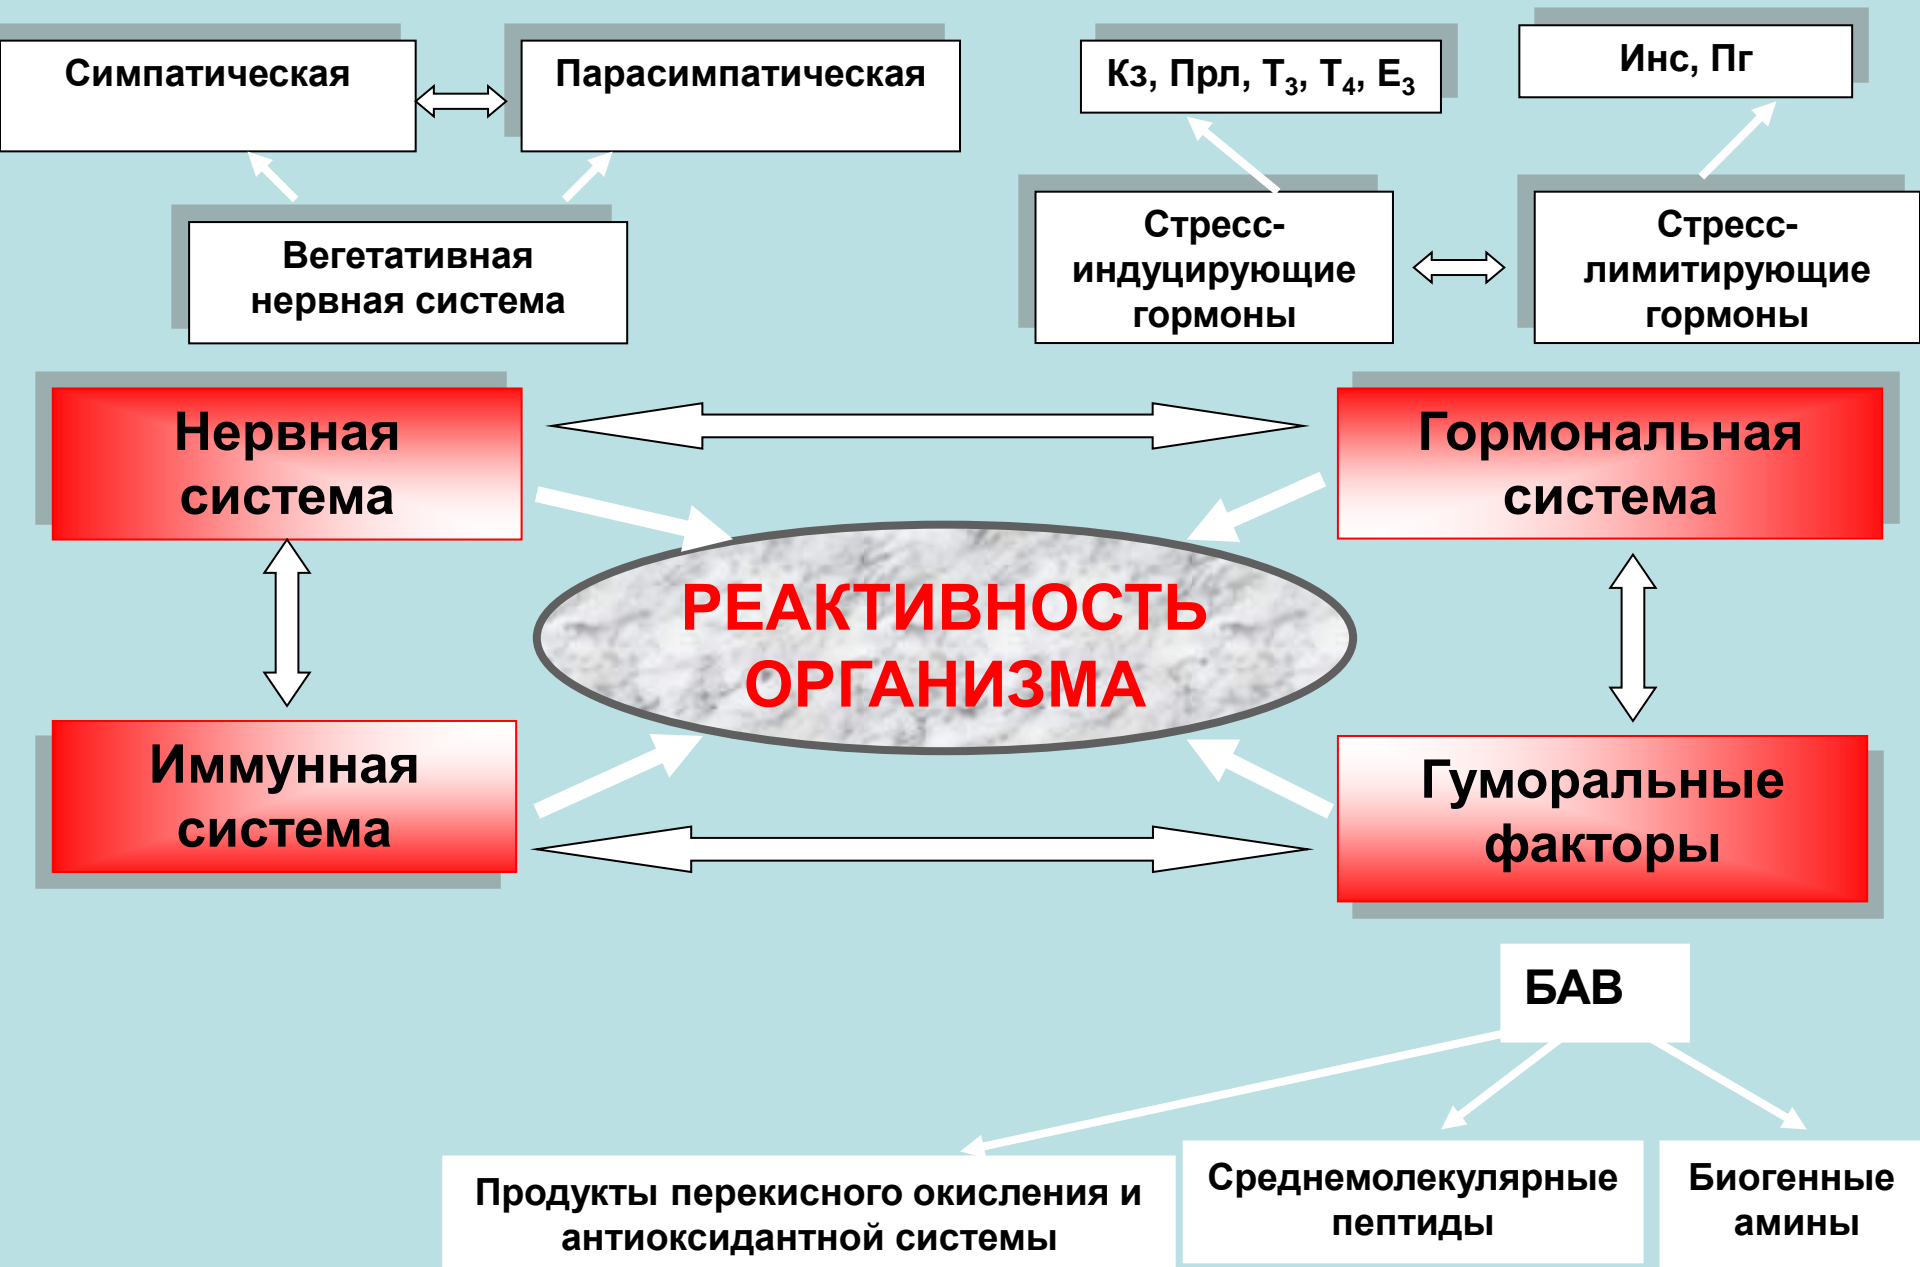 Симпатическая
Парасимпатическая
Кз, Прл, Т₃, Т₄, Е₃
Инс, Пг
Вегетативная
нервная система
Стресс-
индуцирующие
гормоны
Стресс-
лимитирующие
гормоны
Нервная
система
Гормональная
система
РЕАКТИВНОСТЬ
ОРГАНИЗМА
Иммунная
система
Гуморальные
факторы
БАВ
Продукты перекисного окисления и
антиоксидантной системы
Среднемолекулярные
пептиды
Биогенные
амины